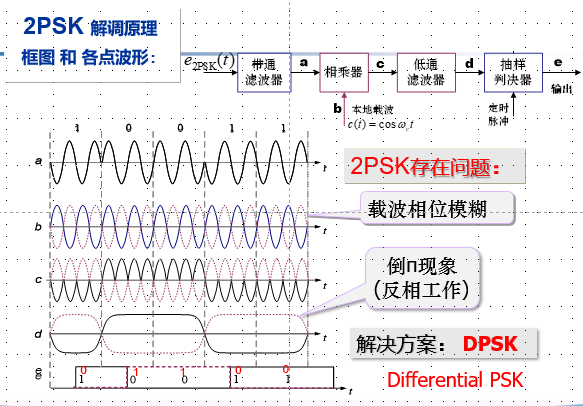 2PSK 解调原理
框图 和 各点波形：
e2PSK(t)
带通
滤波器
a
相乘器
c
低通
滤波器
d
抽样
判决器
e
输出
b
本地载波
c(t) = cos ωct
定时
脉冲
1 0 0 1 1
a t
b t
c t
d t
e
0 1 1 0 0
1 0 0 1 1
t
2PSK存在问题：
载波相位模糊
倒π现象
(反相工作)
解决方案： DPSK
Differential PSK